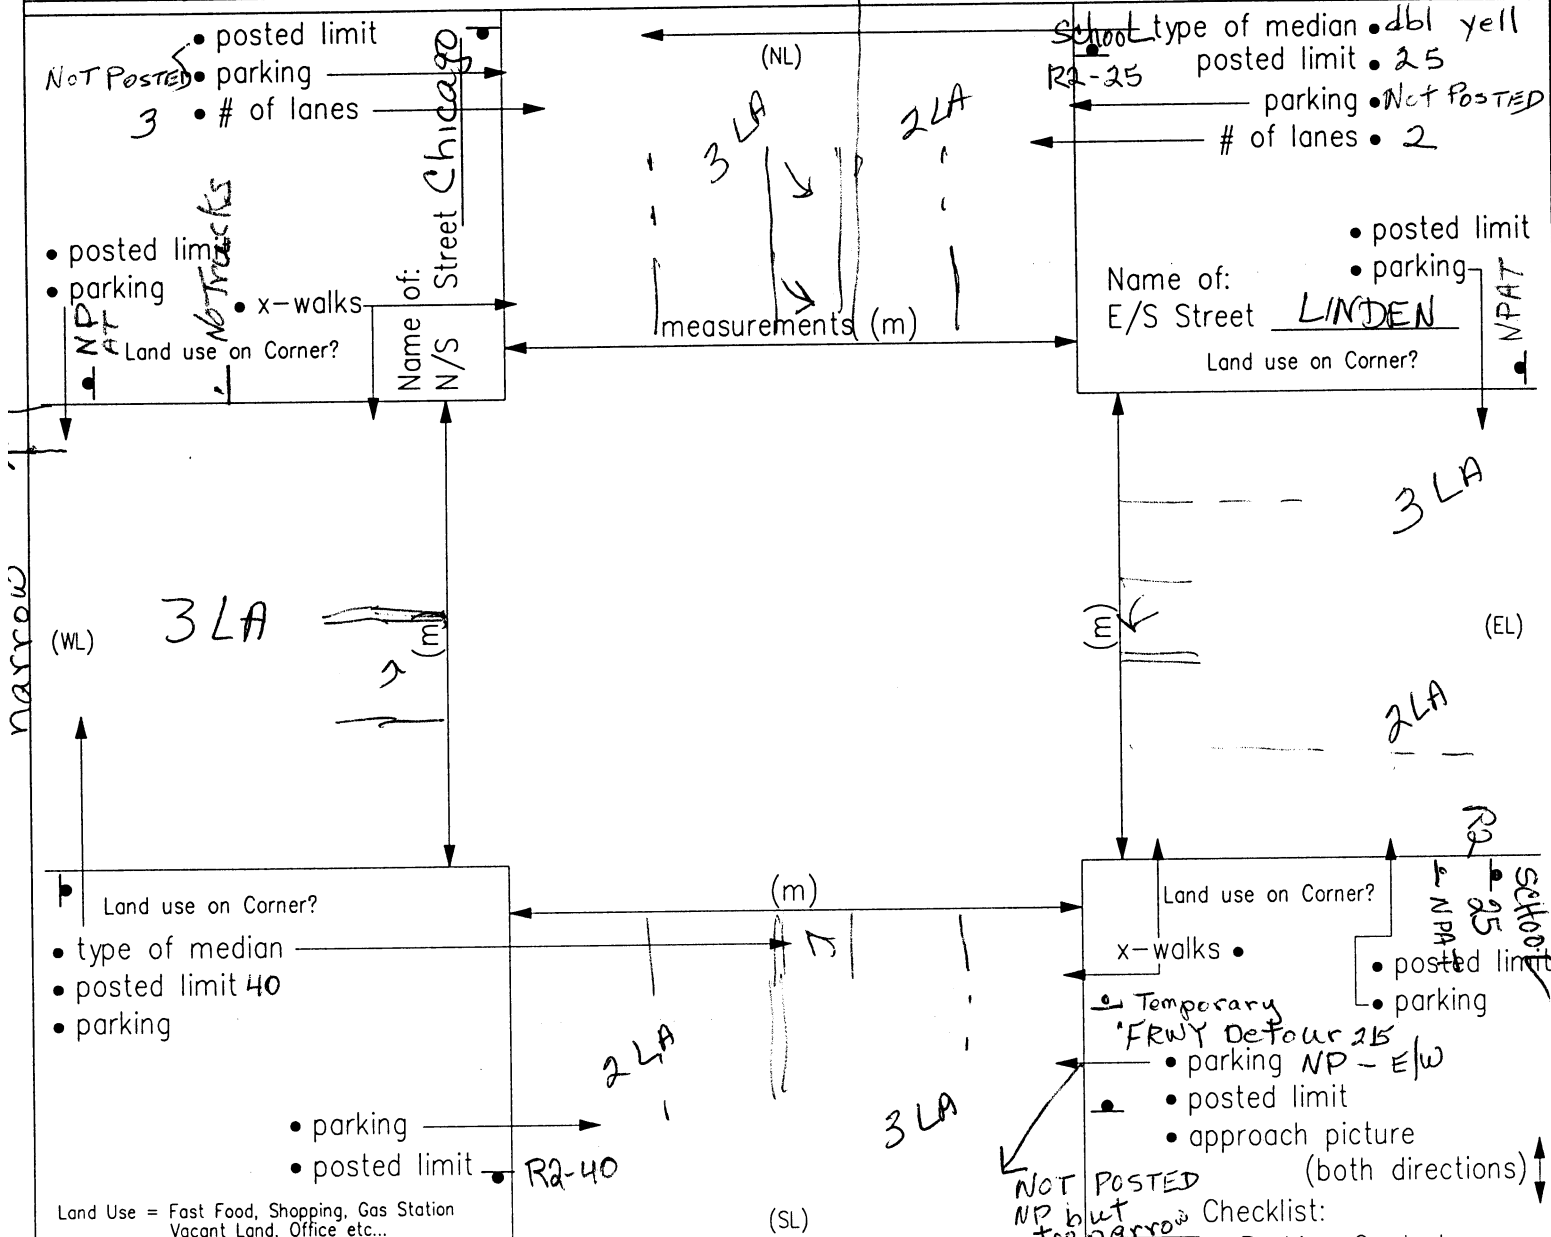 • posted limit
NOT POSTED • parking
3 • # of lanes
Name of:
N/S Street Chicago
• posted limit
• parking
NP
AT
No Trucks
• x-walks
Land use on Corner?
(NL)
3 LA
2 LA
measurements (m)
School
R2-25
type of median • dbl yell
posted limit • 25
parking • Not POSTED
# of lanes • 2
• posted limit
• parking
NPAT
Name of:
E/S Street LINDEN
Land use on Corner?
narrow
(WL)
3 LA
(m)
(m)
3 LA
(EL)
2LA
Land use on Corner?
• type of median
• posted limit 40
• parking
• parking
• posted limit
R2-40
Land Use = Fast Food, Shopping, Gas Station
Vacant Land, Office etc...
(m)
2 LA
3 LA
(SL)
Land use on Corner?
R2
25
SCHOOL
NPAT
x-walks •
• posted limit
• parking
Temporary
FRWY Detour 215
• parking NP - E/W
• posted limit
• approach picture
(both directions)
NOT POSTED
NP but
too narrow
Checklist: